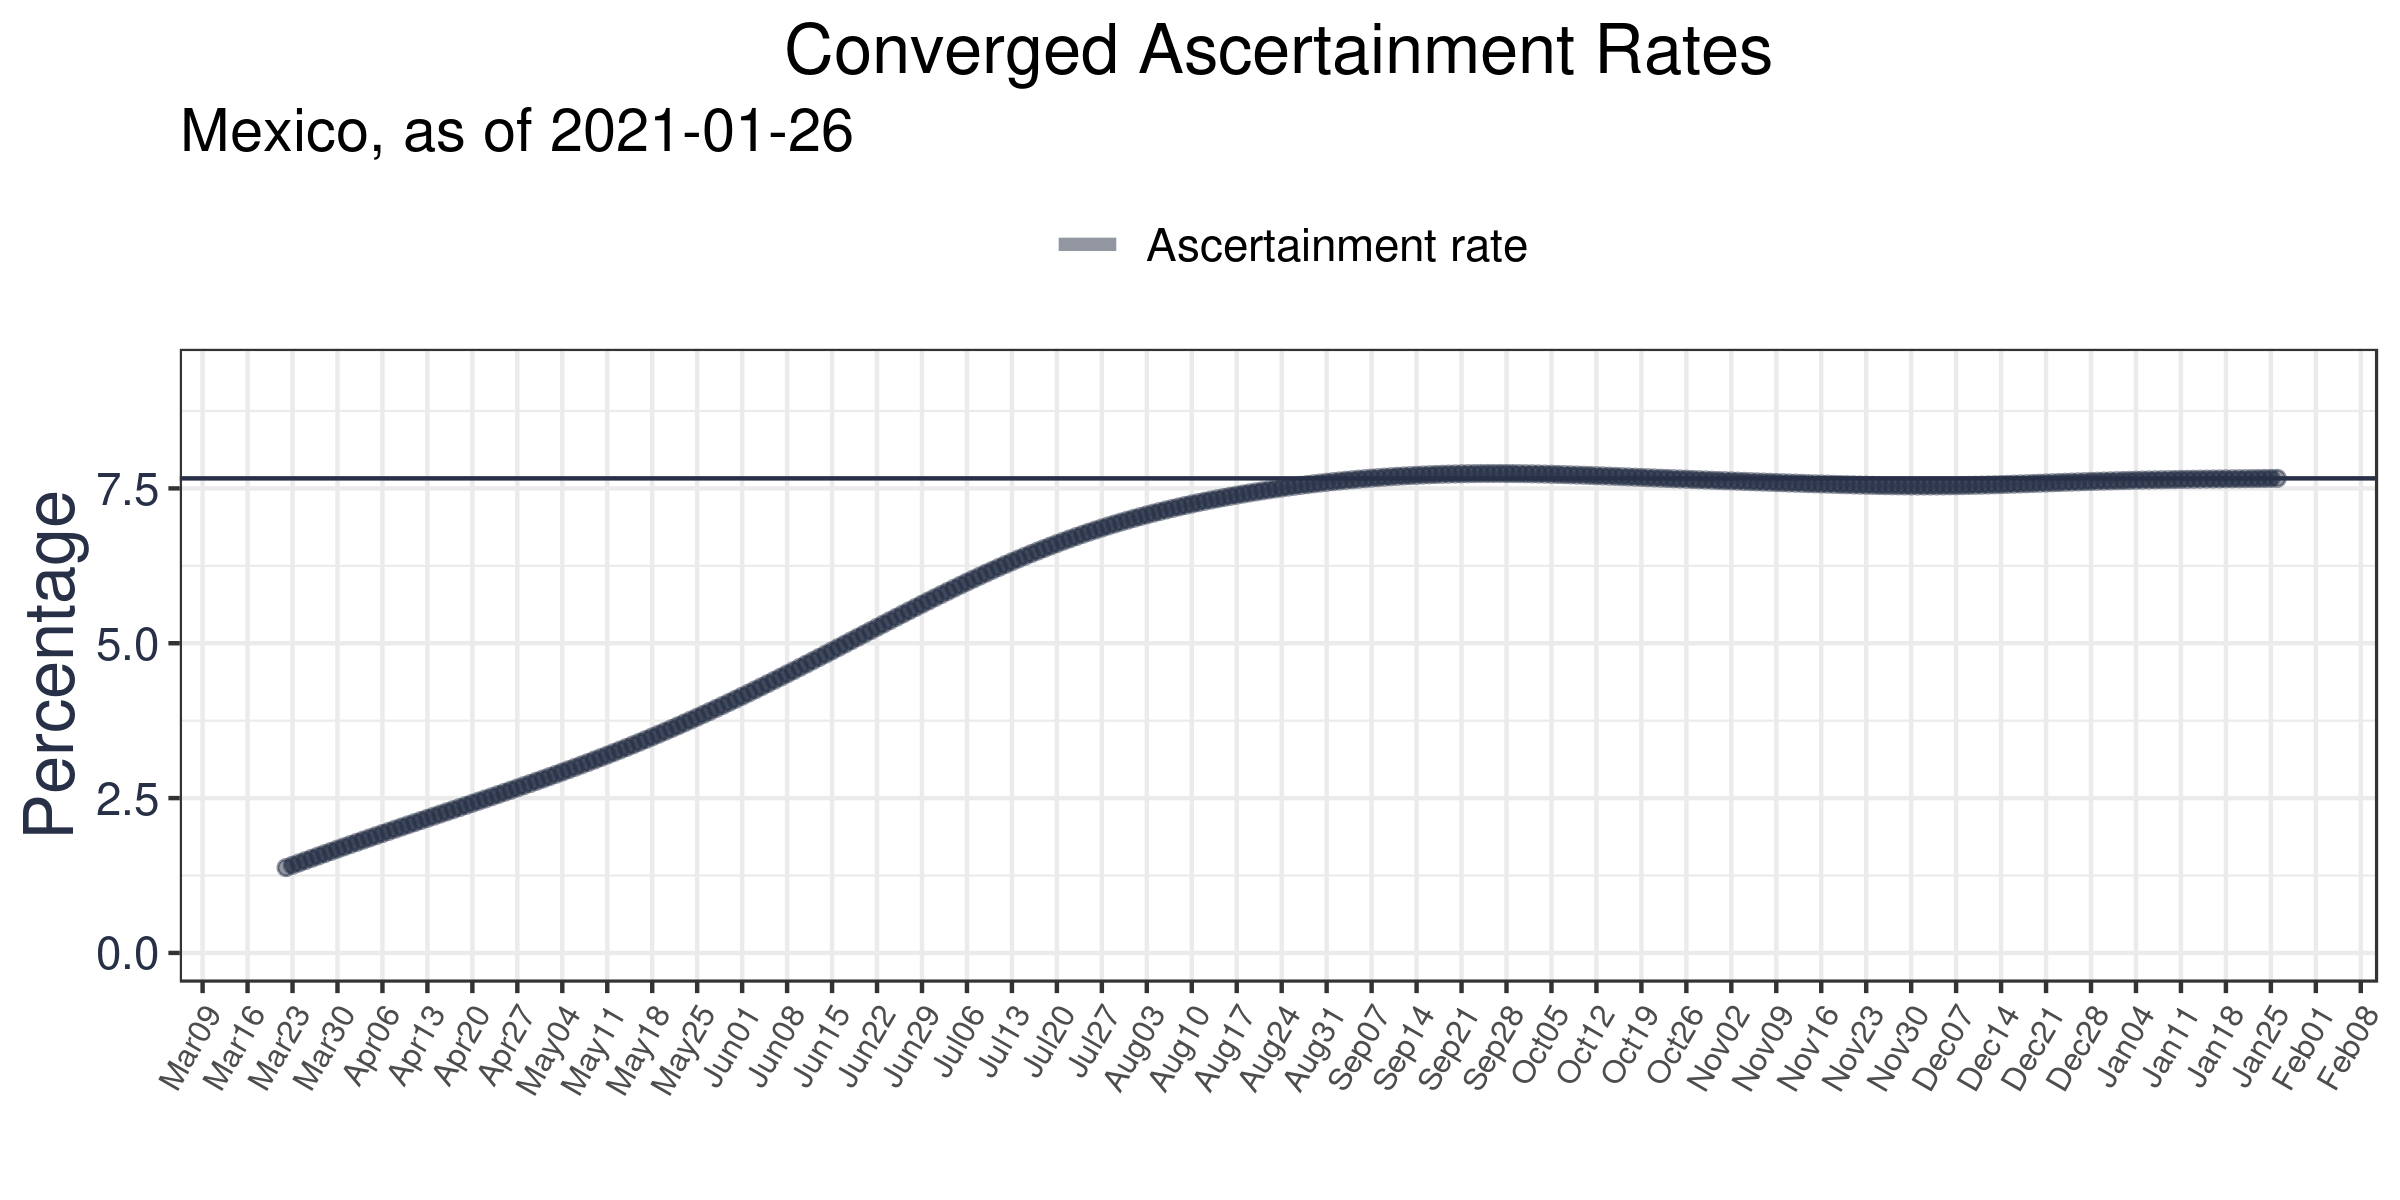 Converged Ascertainment Rates
Mexico, as of 2021-01-26
Ascertainment rate
Percentage
7.5
5.0
2.5
0.0
Mar09 Mar16 Mar23 Mar30 Apr06 Apr13 Apr20 Apr27 May04 May11 May18 May25 Jun01 Jun08 Jun15 Jun22 Jun29 Jul06 Jul13 Jul20 Jul27 Aug03 Aug10 Aug17 Aug24 Aug31 Sep07 Sep14 Sep21 Sep28 Oct05 Oct12 Oct19 Oct26 Nov02 Nov09 Nov16 Nov23 Nov30 Dec07 Dec14 Dec21 Dec28 Jan04 Jan11 Jan18 Jan25 Feb01 Feb08